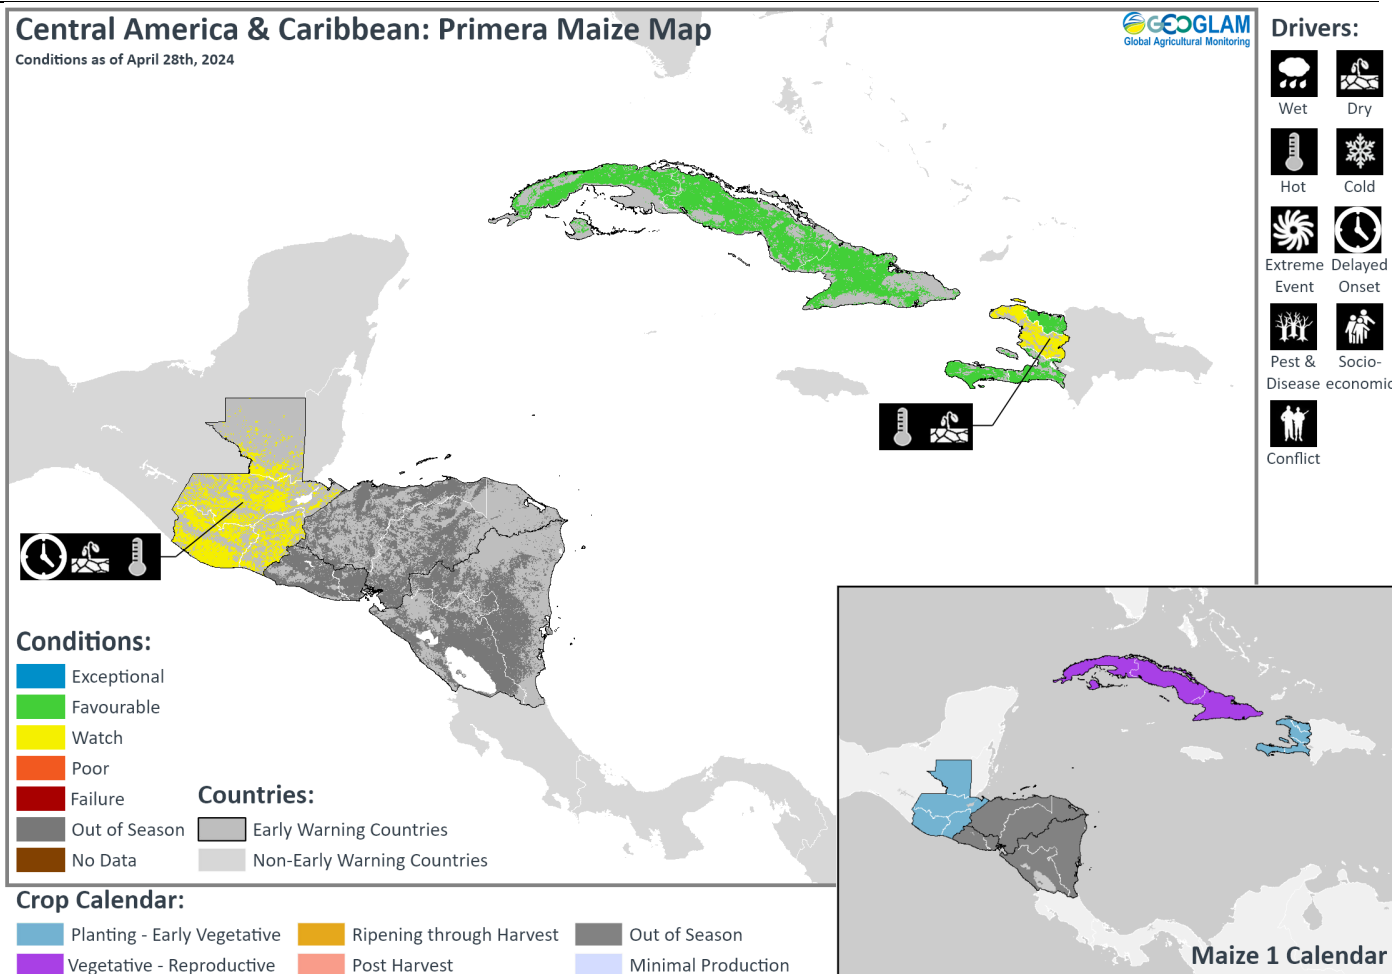 Central America & Caribbean: Primera Maize Map
Conditions as of April 28th, 2024
GEOGLAM
Global Agricultural Monitoring
Drivers:
Wet
Dry
Hot
Cold
Extreme Event
Delayed Onset
Pest & Disease
Socio-economic
Conflict
Conditions:
Exceptional
Favourable
Watch
Poor
Failure
Out of Season
No Data
Countries:
Early Warning Countries
Non-Early Warning Countries
Crop Calendar:
Planting - Early Vegetative
Ripening through Harvest
Out of Season
Vegetative - Reproductive
Post Harvest
Minimal Production
Maize 1 Calendar